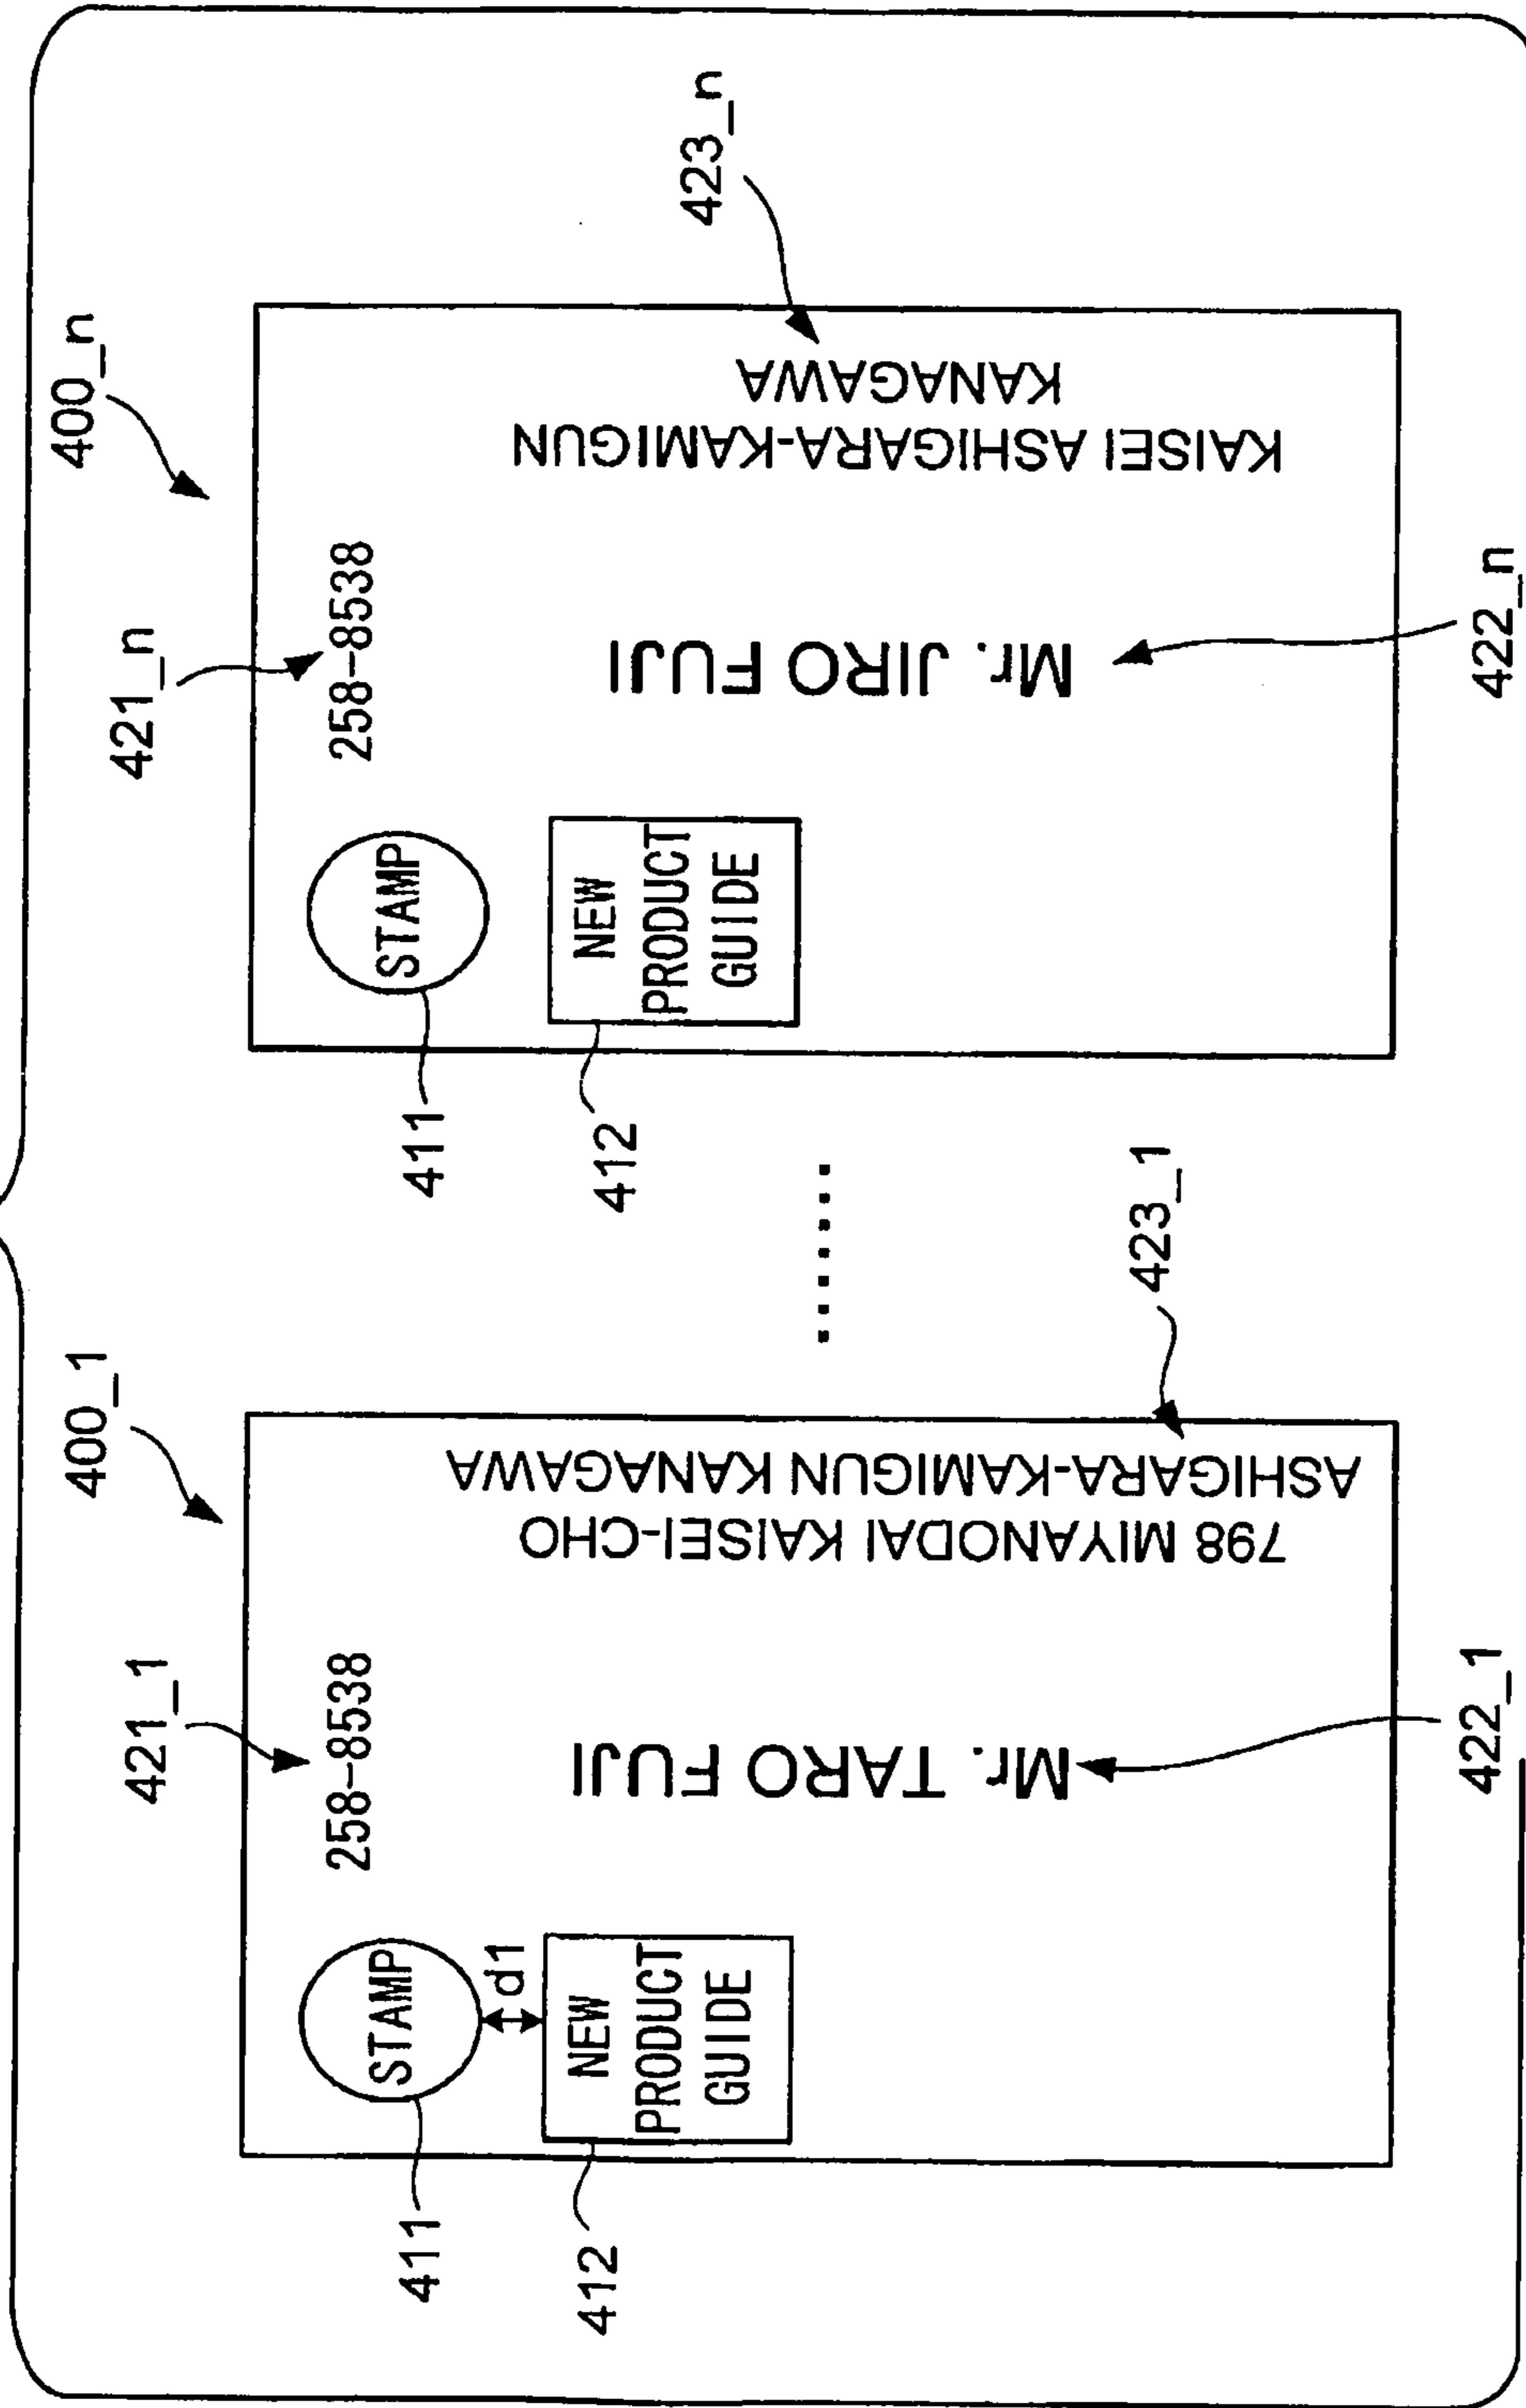 400_1
421_1
258-8538
411
STAMP
d1
412
NEW
PRODUCT
GUIDE
Mr. TARO FUJI
422_1
798 MIYANODAI KAISEI-CHO
ASHIGARA-KAMIGUN KANAGAWA
423_1
.......
400_n
421_n
258-8538
411
STAMP
412
NEW
PRODUCT
GUIDE
Mr. JIRO FUJI
422_n
KAISEI ASHIGARA-KAMIGUN
KANAGAWA
423_n